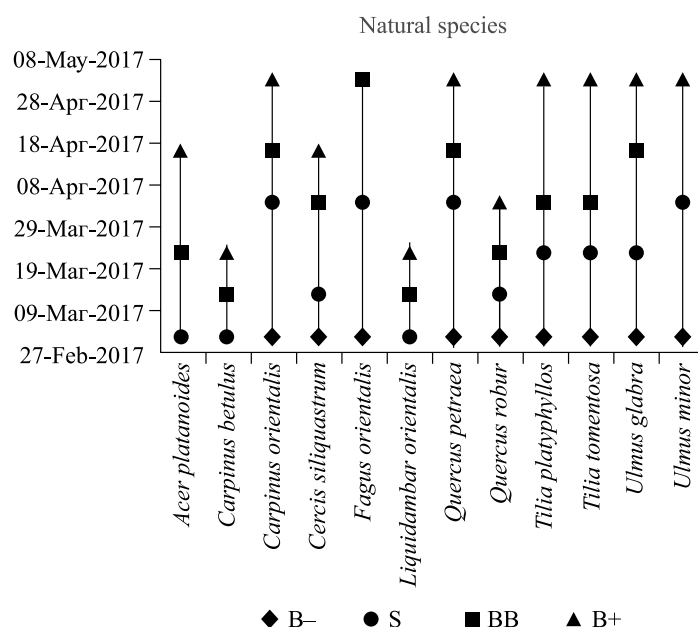 Natural species
08-May-2017
28-Apr-2017
18-Apr-2017
08-Apr-2017
29-Mar-2017
19-Mar-2017
09-Mar-2017
27-Feb-2017
Acer platanoides
Carpinus betulus
Carpinus orientalis
Cercis siliquastrum
Fagus orientalis
Liquidambar orientalis
Quercus petraea
Quercus robur
Tilia platyphyllos
Tilia tomentosa
Ulmus glabra
Ulmus minor
B– S BB B+